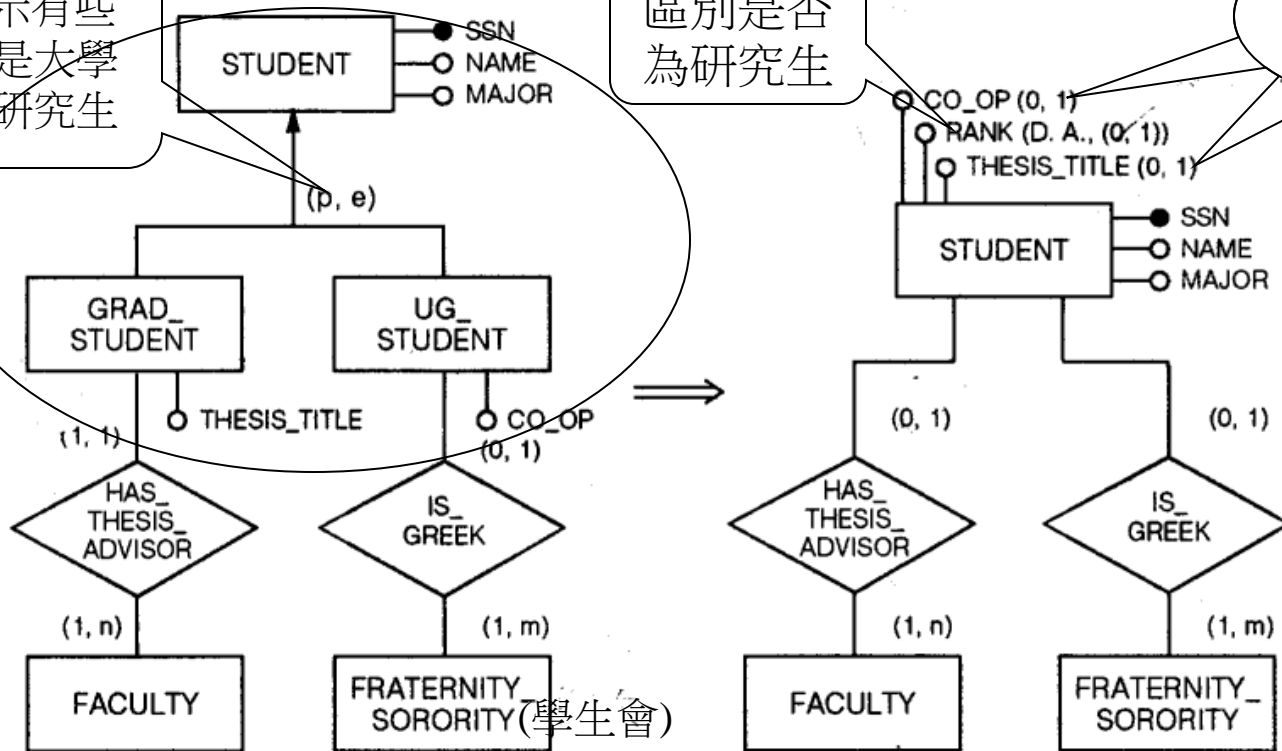 示有些
是大學
研究生
區別是否
為研究生
STUDENT
SSN
NAME
MAJOR
(p, e)
GRAD_
STUDENT
UG_
STUDENT
THESIS_TITLE
CO_OP
(1, 1)
(0, 1)
HAS_
THESIS_
ADVISOR
IS_
GREEK
(1, n)
(1, m)
FACULTY
FRATERNITY_
SORORITY
(學生會)
CO_OP (0, 1)
RANK (D. A., (0, 1))
THESIS_TITLE (0, 1)
STUDENT
SSN
NAME
MAJOR
(0, 1)
(0, 1)
HAS_
THESIS_
ADVISOR
IS_
GREEK
(1, n)
(1, m)
FACULTY
FRATERNITY_
SORORITY